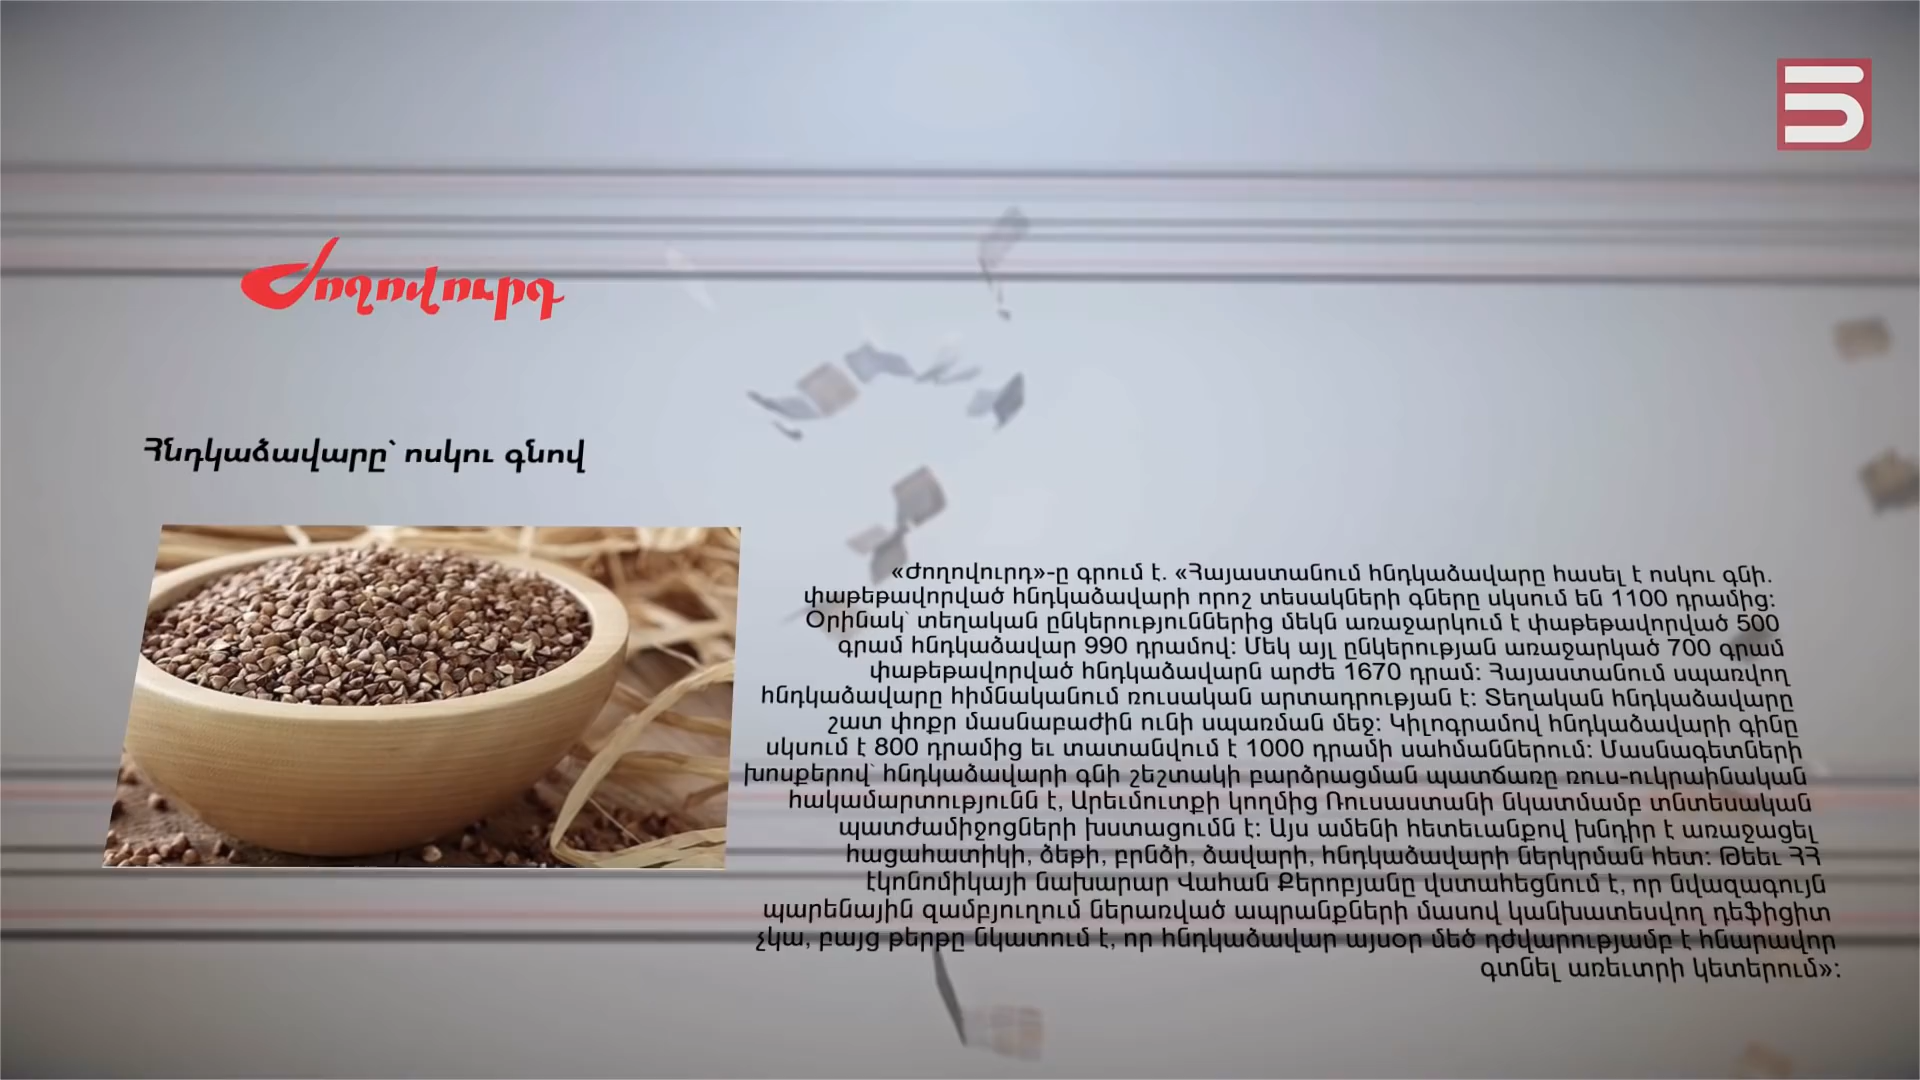 Ժողովուրդ
Հնդկաձավարը՝ ոսկու գնով
«Ժողովուրդ»-ը գրում է. «Հայաստանում հնդկաձավարը հասել է ոսկու գնի.
փաթեթավորված հնդկաձավարի որոշ տեսակների գները սկսում են 1100 դրամից:
Օրինակ՝ տեղական ընկերություններից մեկն առաջարկում է փաթեթավորված 500
գրամ հնդկաձավար 990 դրամով: Մեկ այլ ընկերության առաջարկած 700 գրամ
փաթեթավորված հնդկաձավարն արժե 1670 դրամ: Հայաստանում սպառվող
հնդկաձավարը հիմնականում ռուսական արտադրության է: Տեղական հնդկաձավարը
շատ փոքր մասնաբաժին ունի սպառման մեջ: Կիլոգրամով հնդկաձավարի գինը
սկսում է 800 դրամից եւ տատանվում է 1000 դրամի սահմաններում: Մասնագետների
խոսքերով՝ հնդկաձավարի գնի շեշտակի բարձրացման պատճառը ռուս-ուկրաինական
հակամարտությունն է, Արեւմուտքի կողմից Ռուսաստանի նկատմամբ տնտեսական
պատժամիջոցների խստացումն է: Այս ամենի հետեւանքով խնդիր է առաջացել
հացահատիկի, ձեթի, բրնձի, ձավարի, հնդկաձավարի ներկրման հետ: Թեեւ ՀՀ
էկոնոմիկայի նախարար Վահան Քերոբյանը վստահեցնում է, որ նվազագույն
պարենային զամբյուղում ներառված ապրանքների մասով կանխատեսվող դեֆիցիտ
չկա, բայց թերթը նկատում է, որ հնդկաձավար այսօր մեծ դժվարությամբ է հնարավոր
գտնել առեւտրի կետերում»: